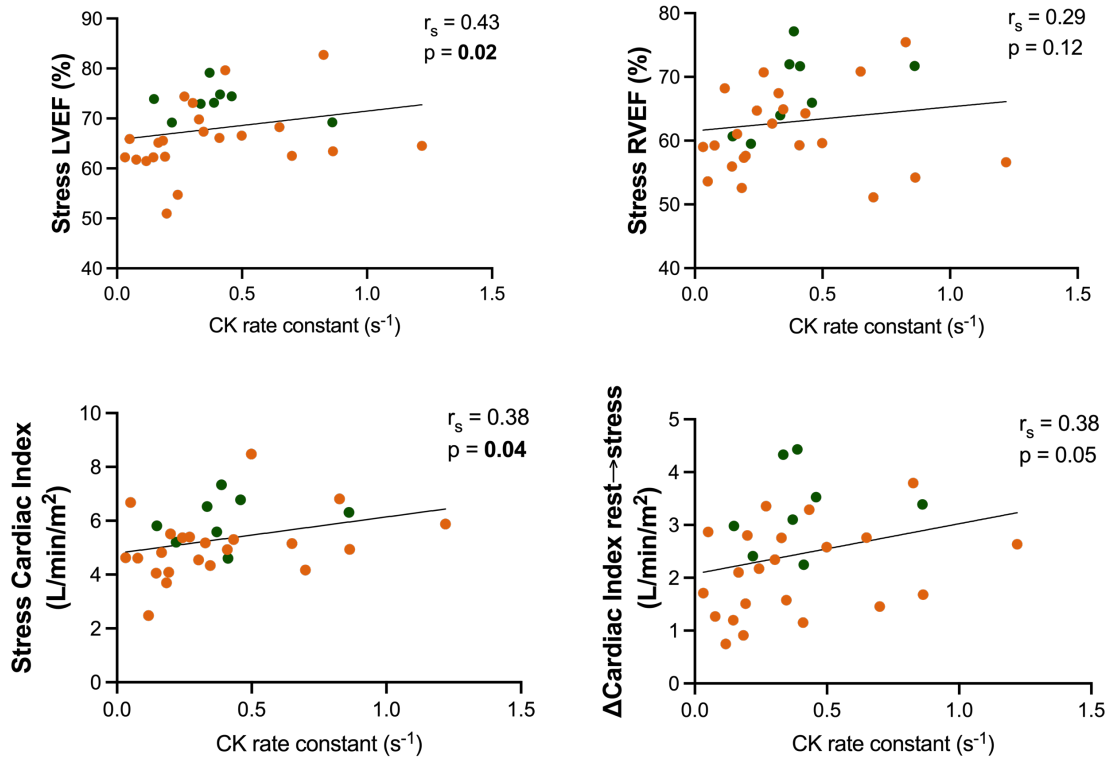 Stress LVEF (%)
90
80
70
60
50
40
0.0
0.5
1.0
1.5
CK rate constant (s⁻¹)
rₛ = 0.43
p = 0.02
Stress RVEF (%)
80
70
60
50
40
0.0
0.5
1.0
1.5
CK rate constant (s⁻¹)
rₛ = 0.29
p = 0.12
Stress Cardiac Index
(L/min/m²)
10
8
6
4
2
0
0.0
0.5
1.0
1.5
CK rate constant (s⁻¹)
rₛ = 0.38
p = 0.04
ΔCardiac Index rest→stress
(L/min/m²)
5
4
3
2
1
0
0.0
0.5
1.0
1.5
CK rate constant (s⁻¹)
rₛ = 0.38
p = 0.05